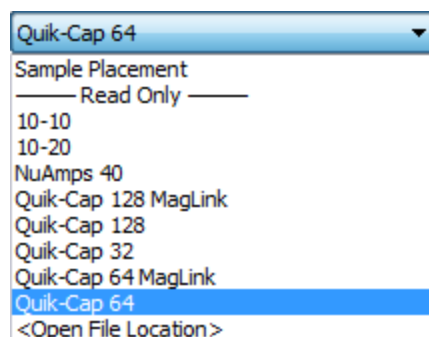 Quik-Cap 64
Sample Placement
——— Read Only ———
10-10
10-20
NuAmps 40
Quik-Cap 128 MagLink
Quik-Cap 128
Quik-Cap 32
Quik-Cap 64 MagLink
Quik-Cap 64
<Open File Location>